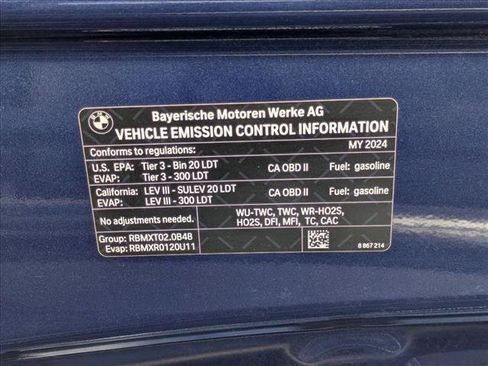 BMW
Bayerische Motoren Werke AG
VEHICLE EMISSION CONTROL INFORMATION
Conforms to regulations: MY 2024
U.S. EPA: Tier 3 - Bin 20 LDT CA OBD II Fuel: gasoline
EVAP: Tier 3 - 300 LDT
California: LEV III - SULEV 20 LDT CA OBD II Fuel: gasoline
EVAP: LEV III - 300 LDT
No adjustments needed. WU-TWC, TWC, WR-HO2S,
HO2S, DFI, MFI, TC, CAC
Group: RBMXT02.0B48
Evap: RBMXR0120U11 8 867 214